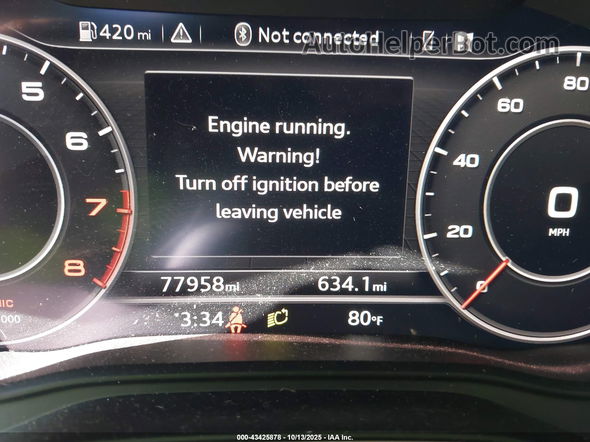 420 mi Not connected
AutoHelperBot.com
Engine running.
Warning!
Turn off ignition before
leaving vehicle
5
6
7
8
80
60
40
20
0
0
MPH
77958mi 634.1mi
3:34 80°F
000-43425878 - 10/13/2025 - IAA Inc.